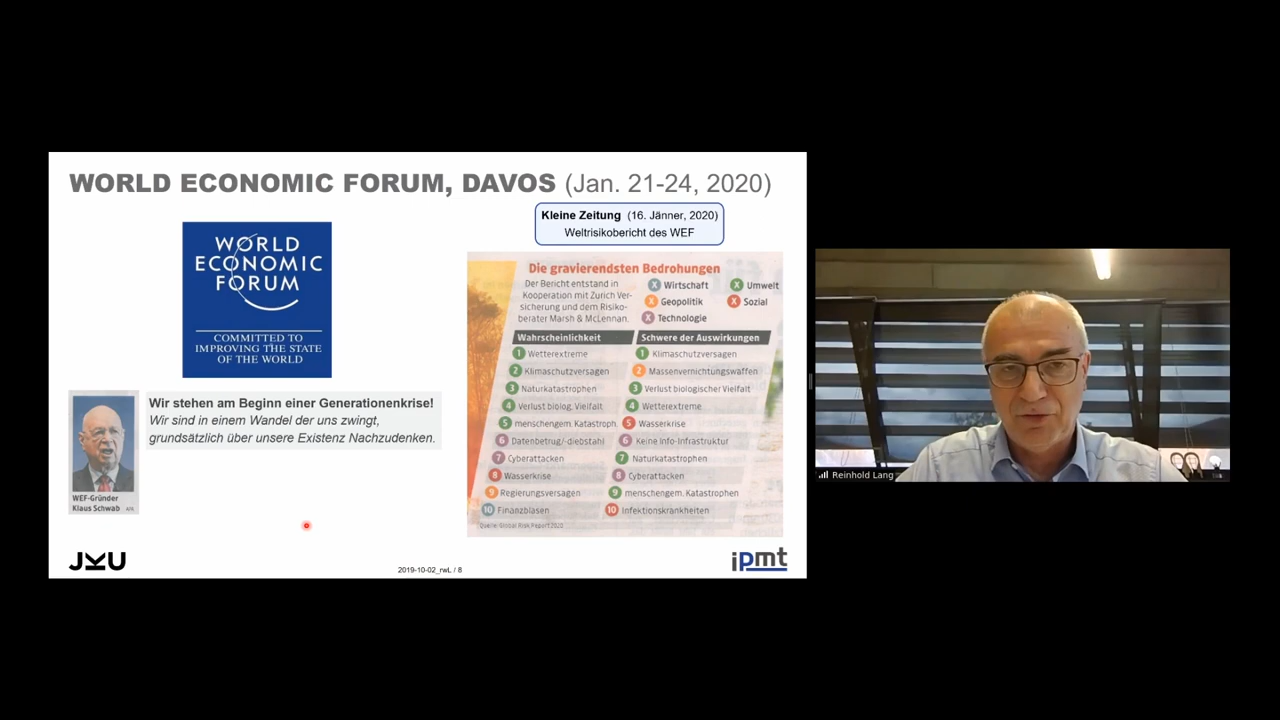 WORLD ECONOMIC FORUM, DAVOS (Jan. 21-24, 2020)
Kleine Zeitung (16. Jänner, 2020)
Weltrisikobericht des WEF
WORLD
ECONOMIC
FORUM
COMMITTED TO
IMPROVING THE STATE
OF THE WORLD
Wir stehen am Beginn einer Generationenkrise!
Wir sind in einem Wandel der uns zwingt,
grundsätzlich über unsere Existenz Nachzudenken.
WEF-Gründer
Klaus Schwab
Die gravierendsten Bedrohungen
Der Bericht entstand in
Kooperation mit Zurich Ver-
sicherung und dem Risiko-
berater Marsh & McLennan.
X Wirtschaft
X Umwelt
X Geopolitik
X Sozial
X Technologie
Wahrscheinlichkeit
1 Wetterextreme
2 Klimaschutzversagen
3 Naturkatastrophen
4 Verlust biolog. Vielfalt
5 menschengem. Katastroph.
6 Datenbetrug/-diebstahl
7 Cyberattacken
8 Wasserkrise
9 Regierungsversagen
10 Finanzblasen
Schwere der Auswirkungen
1 Klimaschutzversagen
2 Massenvernichtungswaffen
3 Verlust biologischer Vielfalt
4 Wetterextreme
5 Wasserkrise
6 Keine Info-Infrastruktur
7 Naturkatastrophen
8 Cyberattacken
9 menschengem. Katastrophen
10 Infektionskrankheiten
Quelle: Global Risk Report 2020
JKU
2019-10-02_rwL / 8
ipmt
Reinhold Lang